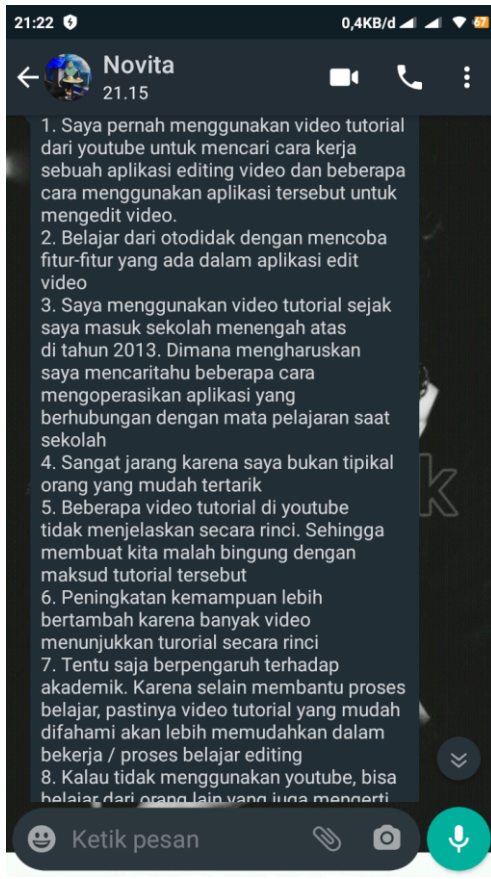 21:22 0,4KB/d 67
Novita
21.15
1. Saya pernah menggunakan video tutorial
dari youtube untuk mencari cara kerja
sebuah aplikasi editing video dan beberapa
cara menggunakan aplikasi tersebut untuk
mengedit video.
2. Belajar dari otodidak dengan mencoba
fitur-fitur yang ada dalam aplikasi edit
video
3. Saya menggunakan video tutorial sejak
saya masuk sekolah menengah atas
di tahun 2013. Dimana mengharuskan
saya mencaritahu beberapa cara
mengoperasikan aplikasi yang
berhubungan dengan mata pelajaran saat
sekolah
4. Sangat jarang karena saya bukan tipikal
orang yang mudah tertarik
5. Beberapa video tutorial di youtube
tidak menjelaskan secara rinci. Sehingga
membuat kita malah bingung dengan
maksud tutorial tersebut
6. Peningkatan kemampuan lebih
bertambah karena banyak video
menunjukkan turorial secara rinci
7. Tentu saja berpengaruh terhadap
akademik. Karena selain membantu proses
belajar, pastinya video tutorial yang mudah
difahami akan lebih memudahkan dalam
bekerja / proses belajar editing
8. Kalau tidak menggunakan youtube, bisa
belajar dari orang lain yang juga mengerti
k
Ketik pesan